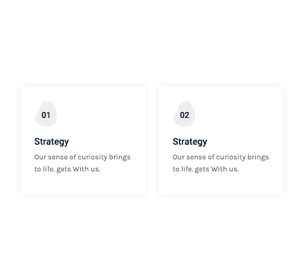 01
Strategy
Our sense of curiosity brings
to life. gets With us.
02
Strategy
Our sense of curiosity brings
to life. gets With us.